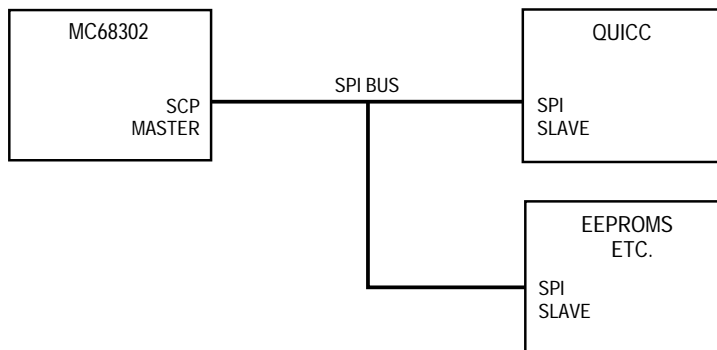 MC68302
SCP
MASTER
SPI BUS
QUICC
SPI
SLAVE
EEPROMS
ETC.
SPI
SLAVE